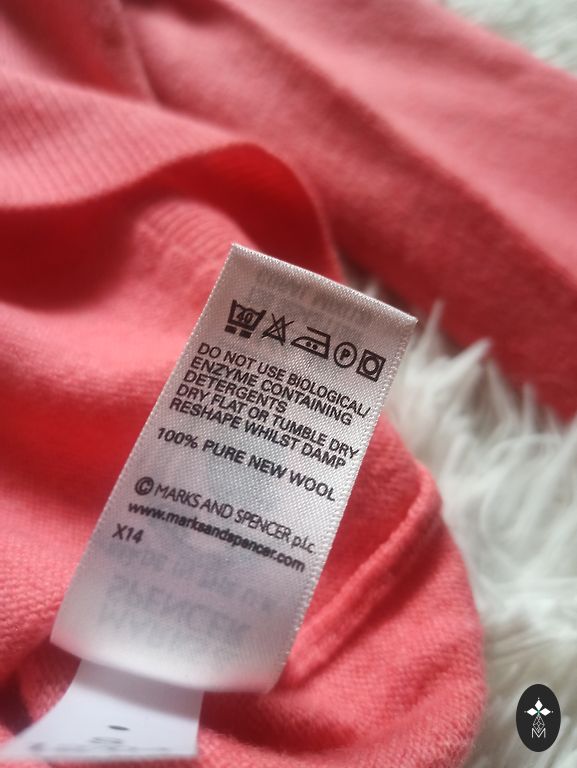 40
P
DO NOT USE BIOLOGICAL/
ENZYME CONTAINING
DETERGENTS
DRY FLAT OR TUMBLE DRY
RESHAPE WHILST DAMP
100% PURE NEW WOOL
© MARKS AND SPENCER p.l.c.
www.marksandspencer.com
X14
M